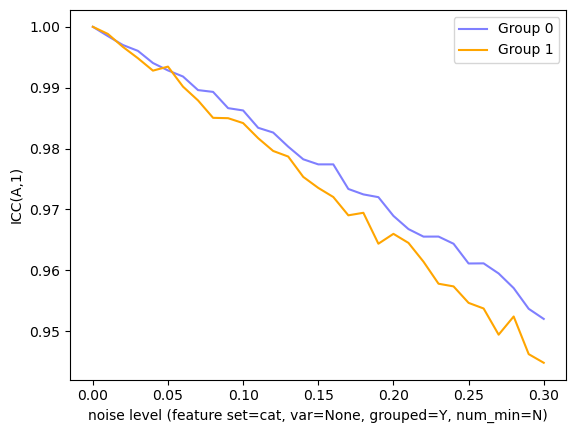 1.00
0.99
0.98
0.97
0.96
0.95
ICC(A,1)
Group 0
Group 1
0.00 0.05 0.10 0.15 0.20 0.25 0.30
noise level (feature set=cat, var=None, grouped=Y, num_min=N)